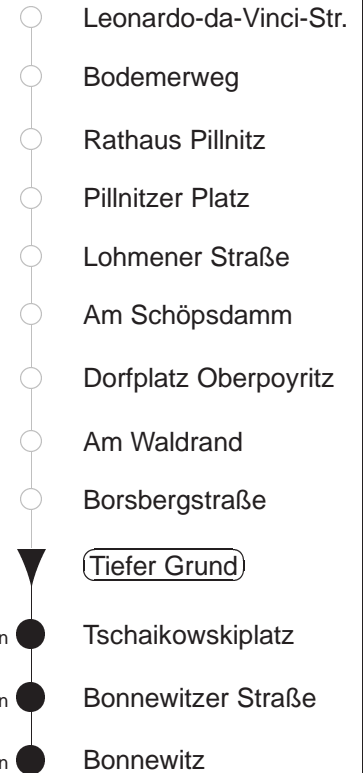 Leonardo-da-Vinci-Str.
Bodemerweg
Rathaus Pillnitz
Pillnitzer Platz
Lohmener Straße
Am Schöpsdamm
Dorfplatz Oberpoyritz
Am Waldrand
Borsbergstraße
Tiefer Grund
n Tschaikowskiplatz
n Bonnewitzer Straße
n Bonnewitz